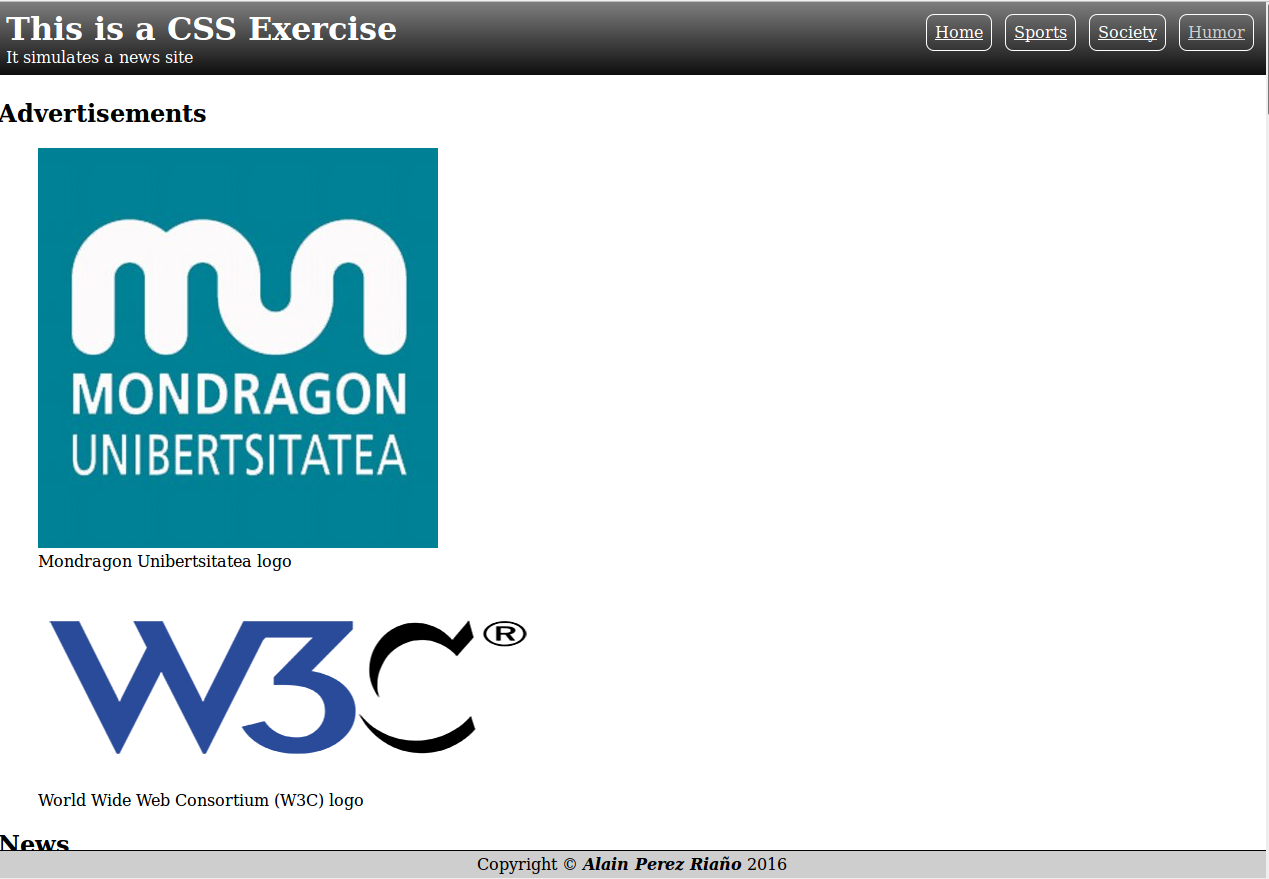 This is a CSS Exercise
It simulates a news site
Home Sports Society Humor
Advertisements
MONDRAGON
UNIBERTSITATEA
Mondragon Unibertsitatea logo
W3C®
World Wide Web Consortium (W3C) logo
News
Copyright © Alain Perez Riaño 2016